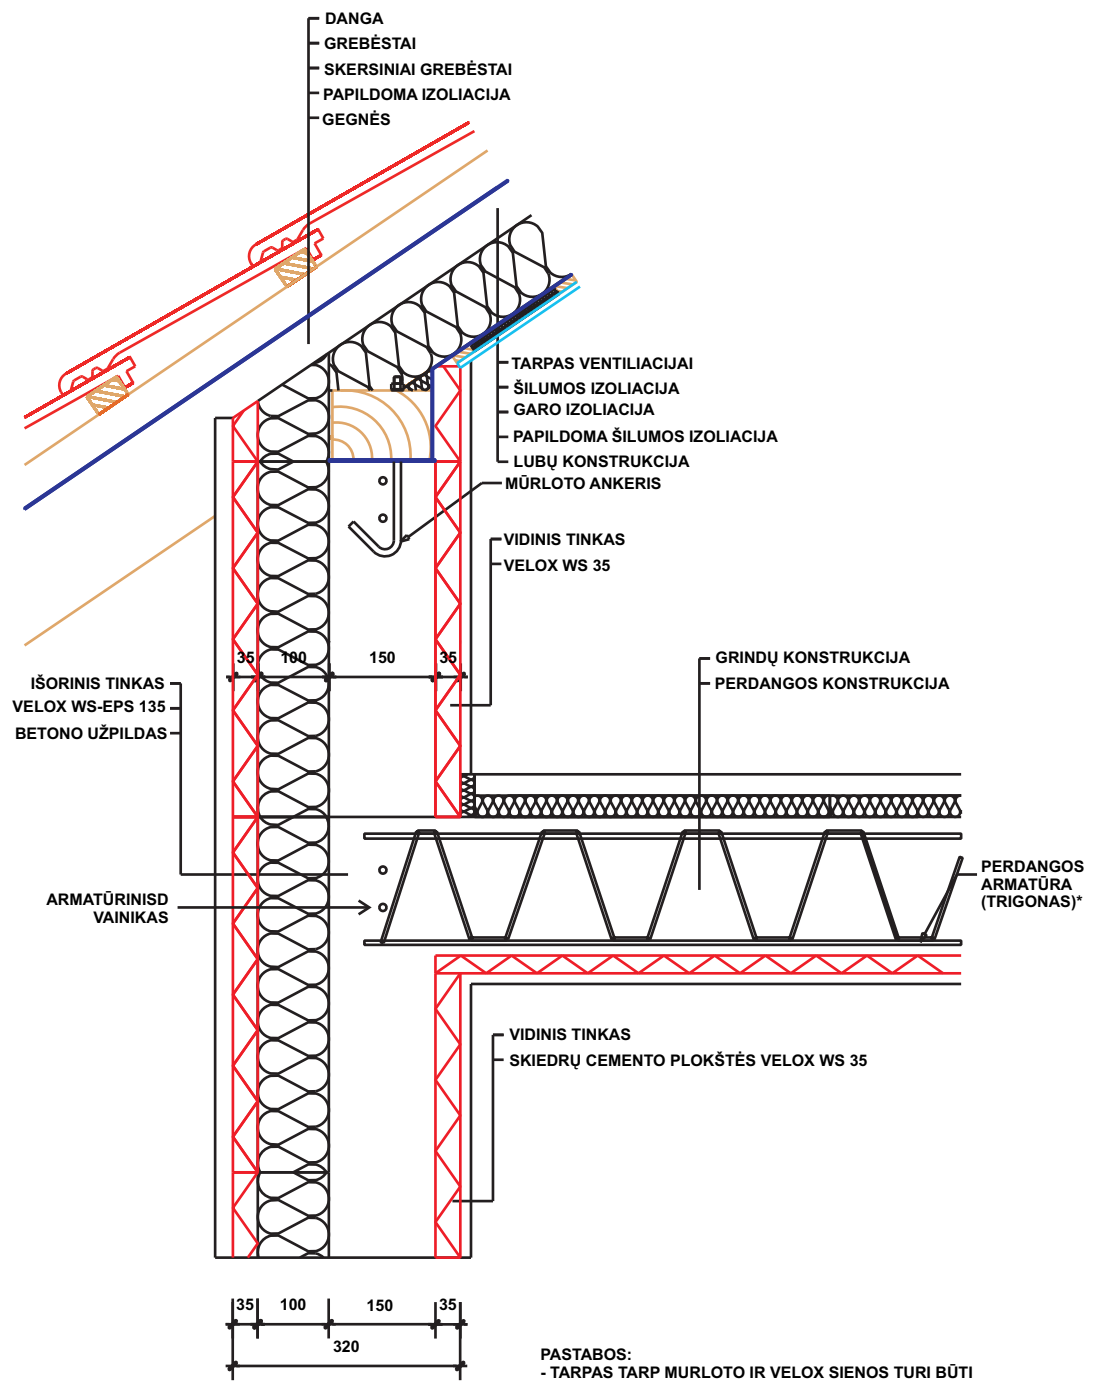 DANGA
GREBĖSTAI
SKERSINIAI GREBĖSTAI
PAPILDOMA IZOLIACIJA
GEGNĖS
TARPAS VENTILIACIJAI
ŠILUMOS IZOLIACIJA
GARO IZOLIACIJA
PAPILDOMA ŠILUMOS IZOLIACIJA
LUBŲ KONSTRUKCIJA
MŪRLOTO ANKERIS
VIDINIS TINKAS
VELOX WS 35
35 100 150 35
GRINDŲ KONSTRUKCIJA
PERDANGOS KONSTRUKCIJA
IŠORINIS TINKAS
VELOX WS-EPS 135
BETONO UŽPILDAS
ARMATŪRINISD
VAINIKAS
PERDANGOS
ARMATŪRA
(TRIGONAS)*
VIDINIS TINKAS
SKIEDRŲ CEMENTO PLOKŠTĖS VELOX WS 35
35 100 150 35
320
PASTABOS:
- TARPAS TARP MURLOTO IR VELOX SIENOS TURI BŪTI